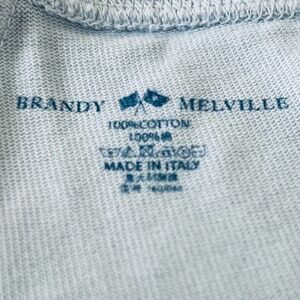 BRANDY MELVILLE
100%COTTON
100%棉
MADE IN ITALY
意大利制造